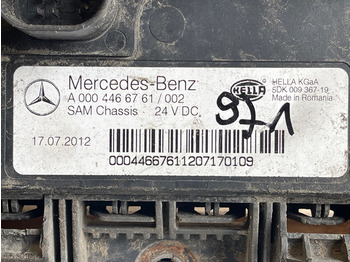 Mercedes-Benz
A 000 446 67 61 / 002
SAM Chassis · 24 V DC
HELLA
HELLA KGaA
5DK 009 367-19
Made in Romania
971
17.07.2012
00044667611207170109